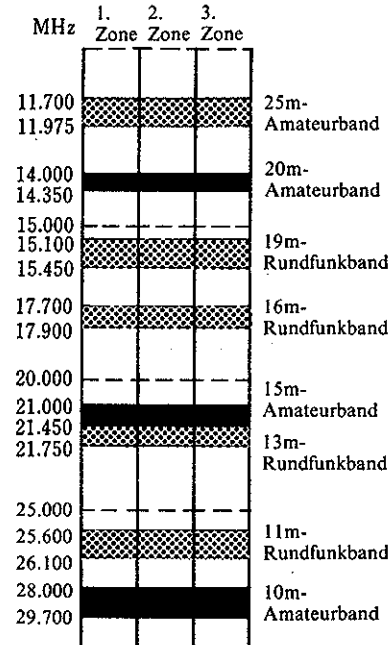 MHz
1. Zone
2. Zone
3. Zone
11.700
11.975
25m-
Amateurband
14.000
14.350
20m-
Amateurband
15.000
15.100
15.450
19m-
Rundfunkband
17.700
17.900
16m-
Rundfunkband
20.000
21.000
21.450
21.750
15m-
Amateurband
13m-
Rundfunkband
25.000
25.600
26.100
11m-
Rundfunkband
28.000
29.700
10m-
Amateurband